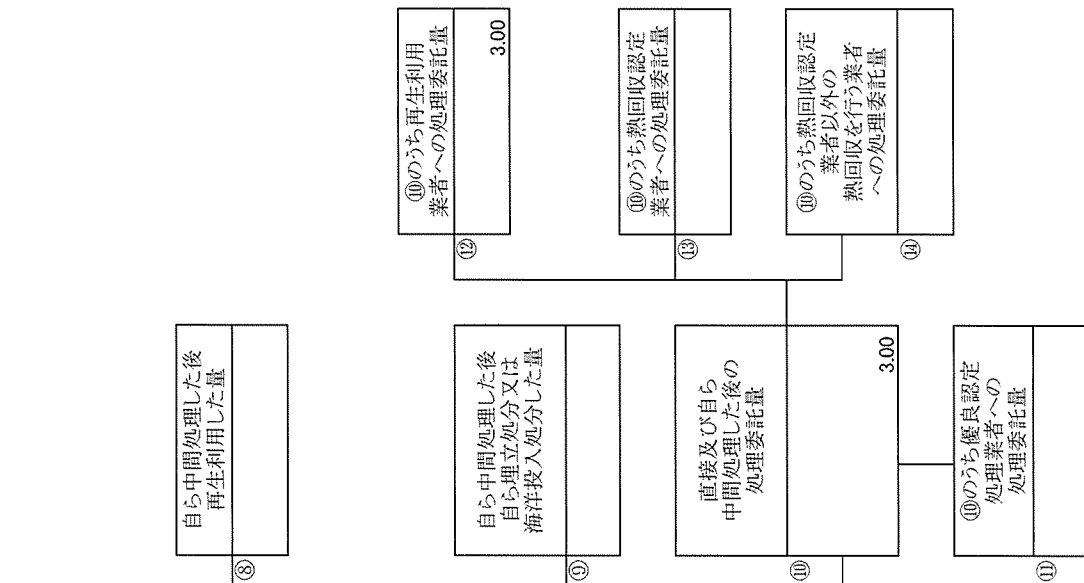 ⑧
自ら中間処理した後
再生利用した量
⑨
自ら中間処理した後
自ら埋立処分又は
海洋投入処分した量
⑩
直接及び自ら
中間処理した後の
処理委託量
3.00
⑪
⑩のうち優良認定
処理業者への
処理委託量
⑫
⑩のうち再生利用
業者への処理委託量
3.00
⑬
⑩のうち熱回収認定
業者への処理委託量
⑭
⑩のうち熱回収認定
業者以外の
熱回収を行う業者
への処理委託量